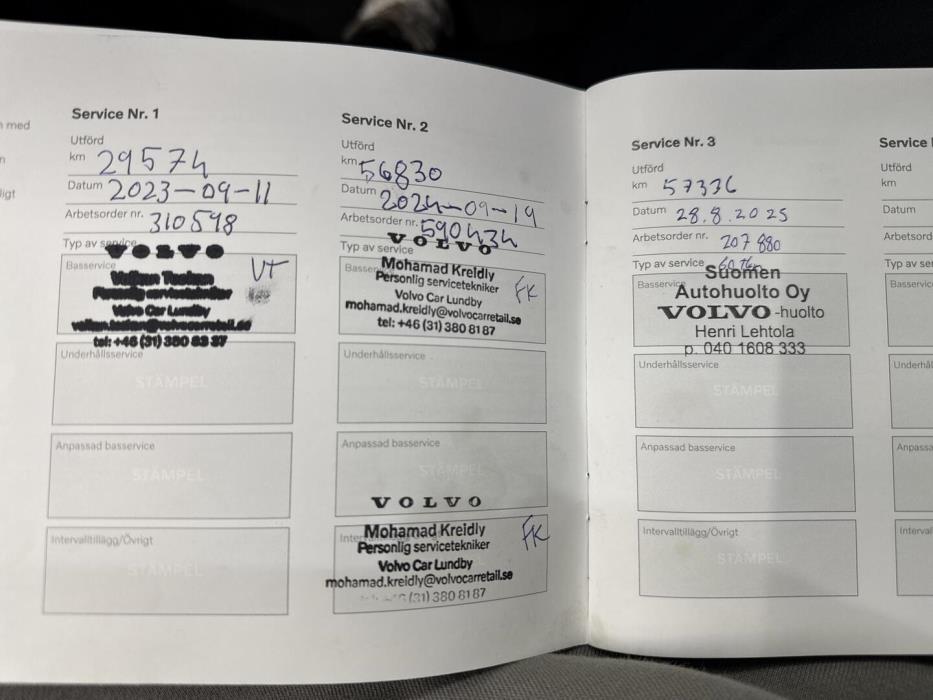 n med
n
ligt
Service Nr. 1
Utförd
km 29574
Datum 2023-09-11
Arbetsorder nr. 310598
Typ av service
VOLVO
Basservice
VT
Personlig servicetekniker
Volvo Car Lundby
tel: +46 (31) 380 83 37
Underhållsservice
STÄMPEL
Anpassad basservice
STÄMPEL
Intervalltillägg/Övrigt
STÄMPEL
Service Nr. 2
Utförd
km 56830
Datum 2024-09-19
Arbetsorder nr. 590434
VOLVO
Typ av service
Basservice
Mohamad Kreidly
Personlig servicetekniker
FK
Volvo Car Lundby
mohamad.kreidly@volvocarretail.se
tel: +46 (31) 380 81 87
Underhållsservice
STÄMPEL
Anpassad basservice
STÄMPEL
VOLVO
Mohamad Kreidly
FK
Personlig servicetekniker
Volvo Car Lundby
mohamad.kreidly@volvocarretail.se
(31) 380 81 87
Service Nr. 3
Utförd
km 57336
Datum 28.8.2025
Arbetsorder nr. 207880
Typ av service
Basservice
Suomen
Autohuolto Oy
VOLVO -huolto
Henri Lehtola
p. 040 1608 333
Underhållsservice
STÄMPEL
Anpassad basservice
STÄMPEL
Intervalltillägg/Övrigt
STÄMPEL
Service
Utförd
km
Datum
Arbetsord
Typ av se
Basservic
Underhål
Anpassa
Interval